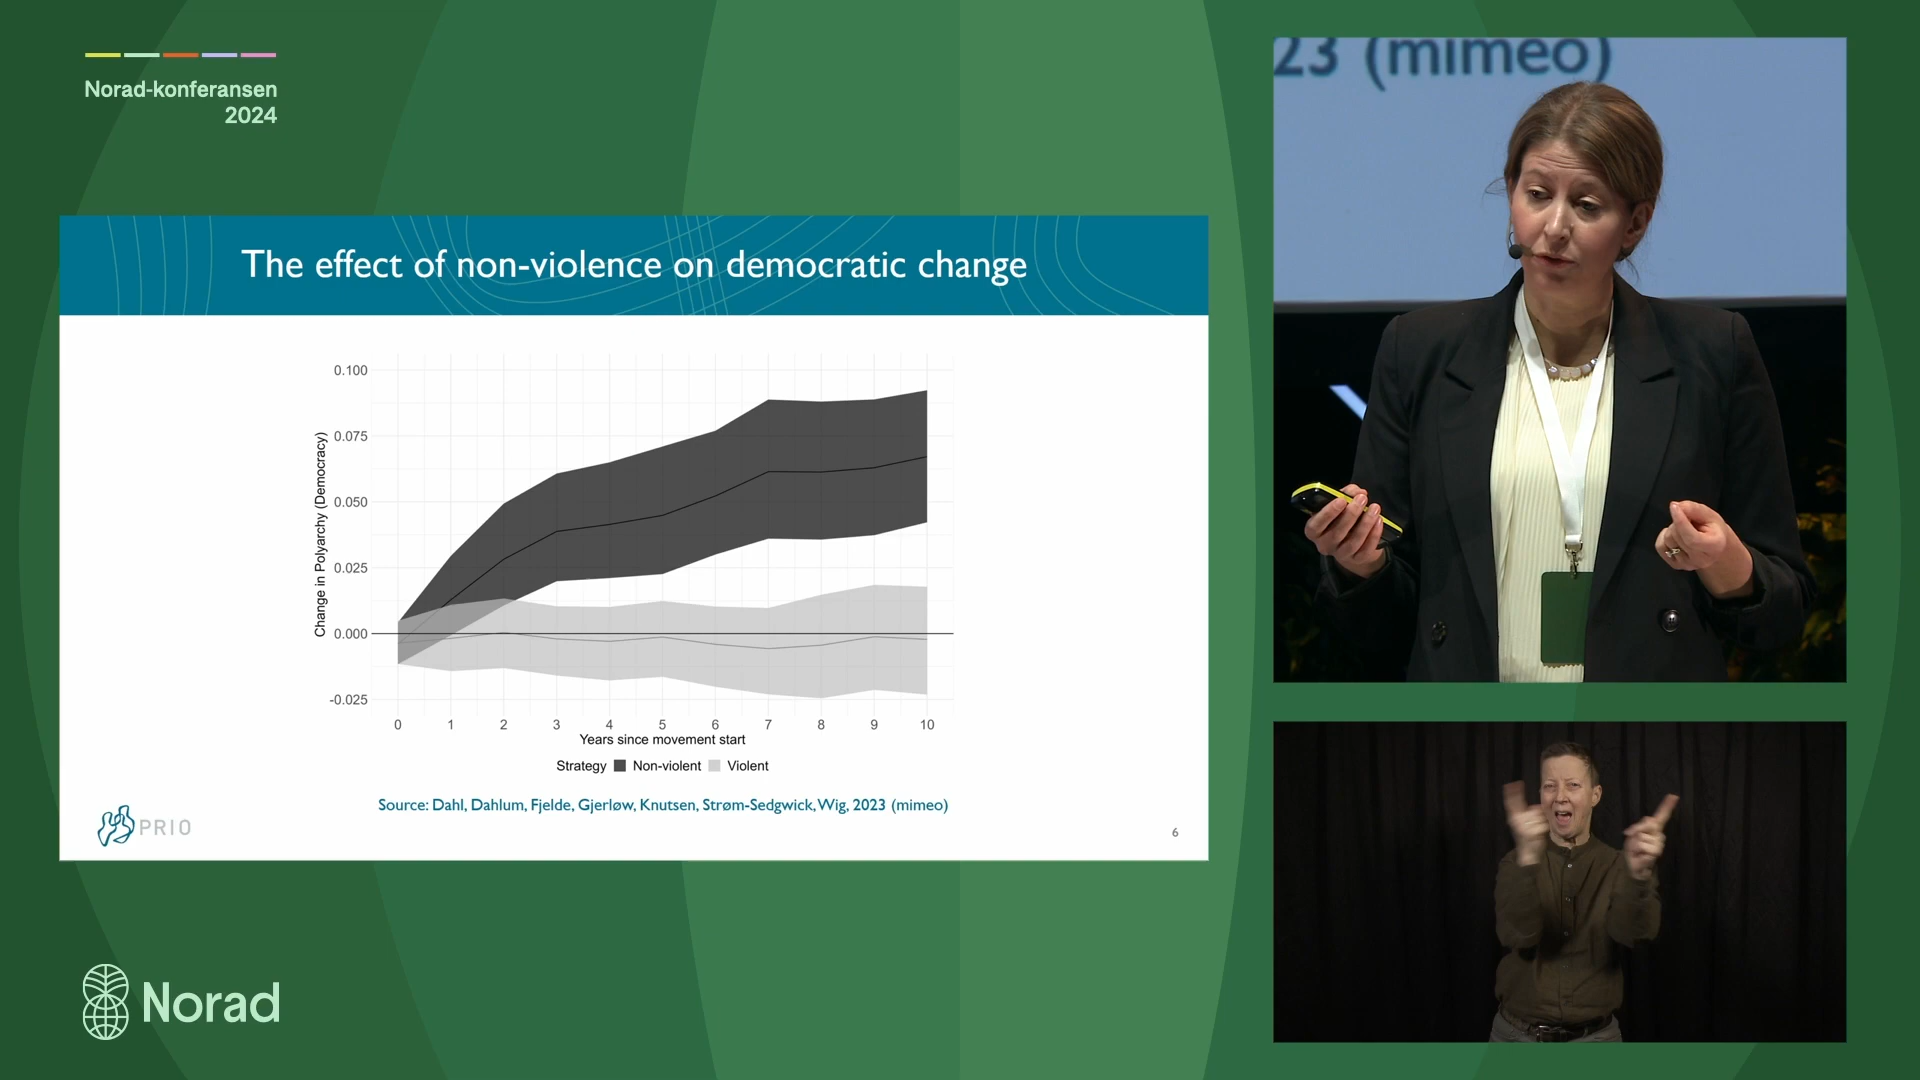 Norad-konferansen
2024
The effect of non-violence on democratic change
0.100
0.075
0.050
0.025
0.000
-0.025
Change in Polyarchy (Democracy)
0 1 2 3 4 5 6 7 8 9 10
Years since movement start
Strategy Non-violent Violent
Source: Dahl, Dahlum, Fjelde, Gjerløw, Knutsen, Strøm-Sedgwick, Wig, 2023 (mimeo)
PRIO
6
Norad
23 (mimeo)